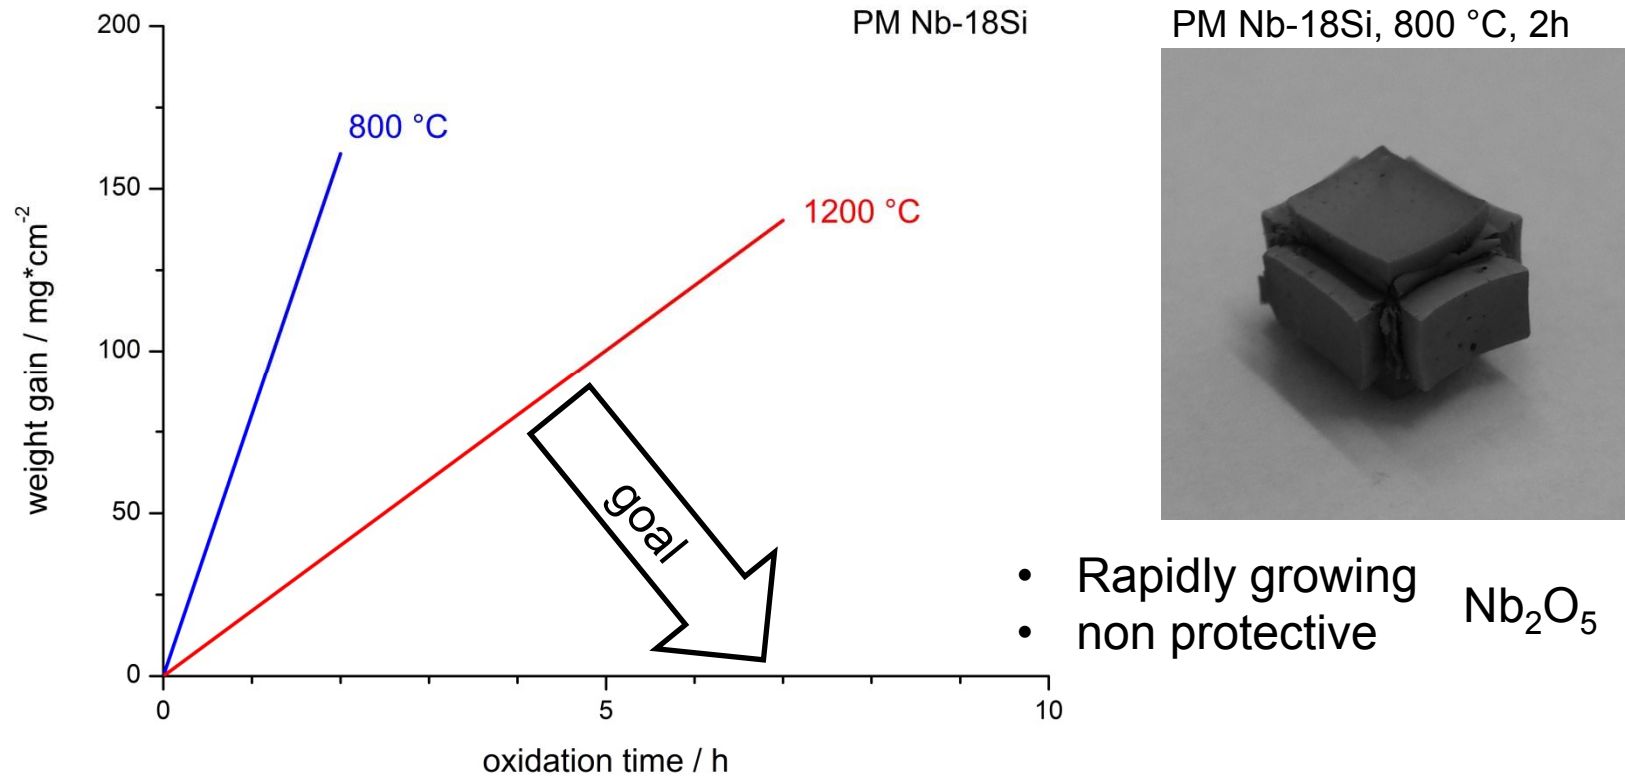 PM Nb-18Si
PM Nb-18Si, 800 °C, 2h
200
150
100
50
0
weight gain / mg*cm⁻²
800 °C
1200 °C
goal
0
5
10
oxidation time / h
• Rapidly growing
• non protective
Nb₂O₅